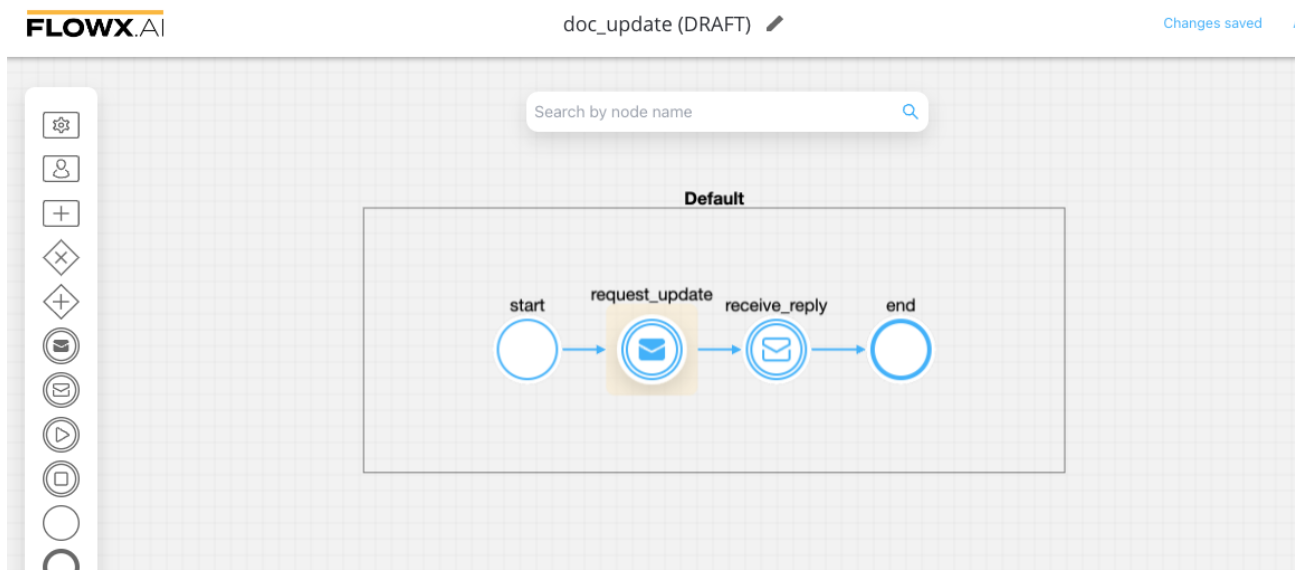 FLOWX.AI
doc_update (DRAFT)
Changes saved
Search by node name
Default
start
request_update
receive_reply
end